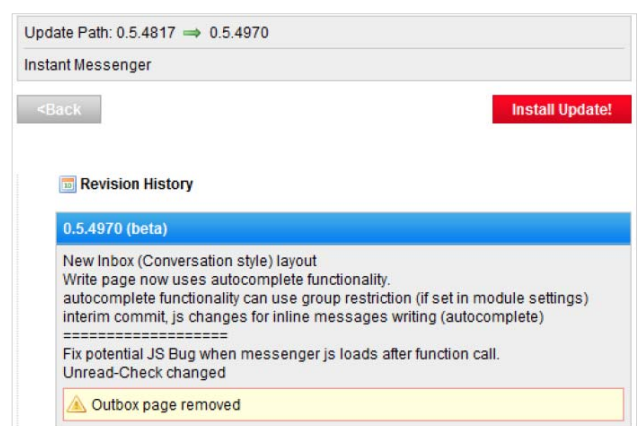 Update Path: 0.5.4817 ⇒ 0.5.4970
Instant Messenger
<Back
Install Update!
Revision History
0.5.4970 (beta)
New Inbox (Conversation style) layout
Write page now uses autocomplete functionality.
autocomplete functionality can use group restriction (if set in module settings)
interim commit, js changes for inline messages writing (autocomplete)
===================
Fix potential JS Bug when messenger js loads after function call.
Unread-Check changed
Outbox page removed